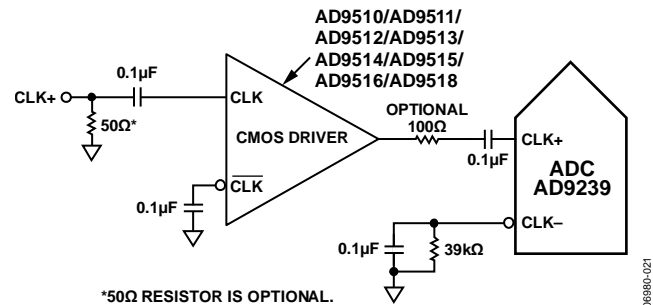 AD9510/AD9511/
AD9512/AD9513/
AD9514/AD9515/
AD9516/AD9518
0.1µF
CLK+
CLK
50Ω*
CMOS DRIVER
OPTIONAL
100Ω
0.1µF
CLK+
ADC
AD9239
CLK
0.1µF
CLK–
0.1µF
39kΩ
*50Ω RESISTOR IS OPTIONAL.
06980-021